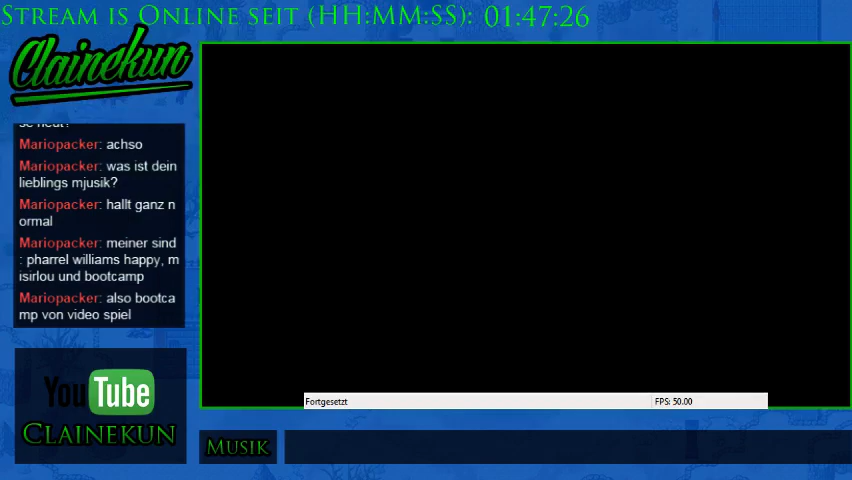 Stream is Online seit (HH:MM:SS): 01:47:26
Clainekun
se heut?
Mariopacker: achso
Mariopacker: was ist dein
lieblings mjusik?
Mariopacker: hallt ganz n
ormal
Mariopacker: meiner sind
: pharrel williams happy, m
isirlou und bootcamp
Mariopacker: also bootca
mp von video spiel
YouTube
Clainekun
Fortgesetzt
FPS: 50.00
Musik